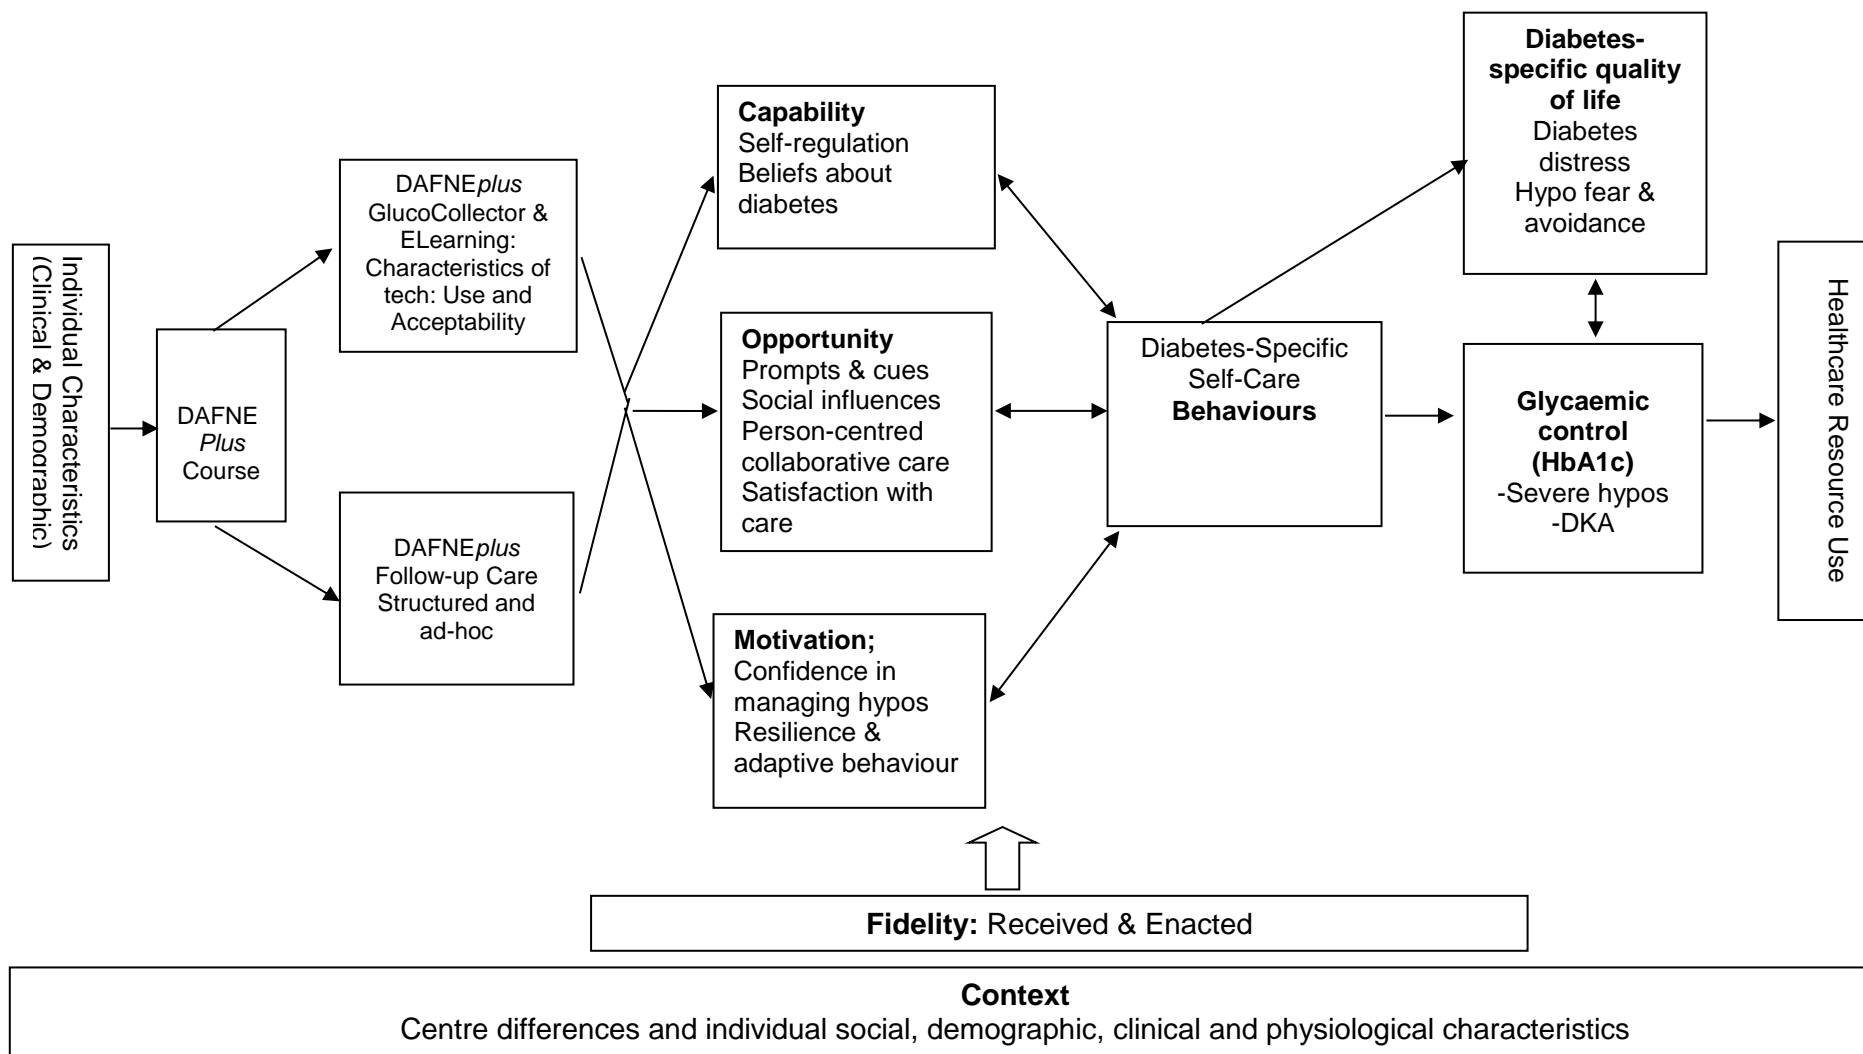 Individual Characteristics
(Clinical & Demographic)
DAFNE
Plus
Course
DAFNEplus
GlucoCollector &
ELearning:
Characteristics of
tech: Use and
Acceptability
DAFNEplus
Follow-up Care
Structured and
ad-hoc
Capability
Self-regulation
Beliefs about
diabetes
Opportunity
Prompts & cues
Social influences
Person-centred
collaborative care
Satisfaction with
care
Motivation;
Confidence in
managing hypos
Resilience &
adaptive behaviour
Diabetes-Specific
Self-Care
Behaviours
Diabetes-
specific quality
of life
Diabetes
distress
Hypo fear &
avoidance
Glycaemic
control
(HbA1c)
-Severe hypos
-DKA
Healthcare Resource Use
Fidelity: Received & Enacted
Context
Centre differences and individual social, demographic, clinical and physiological characteristics